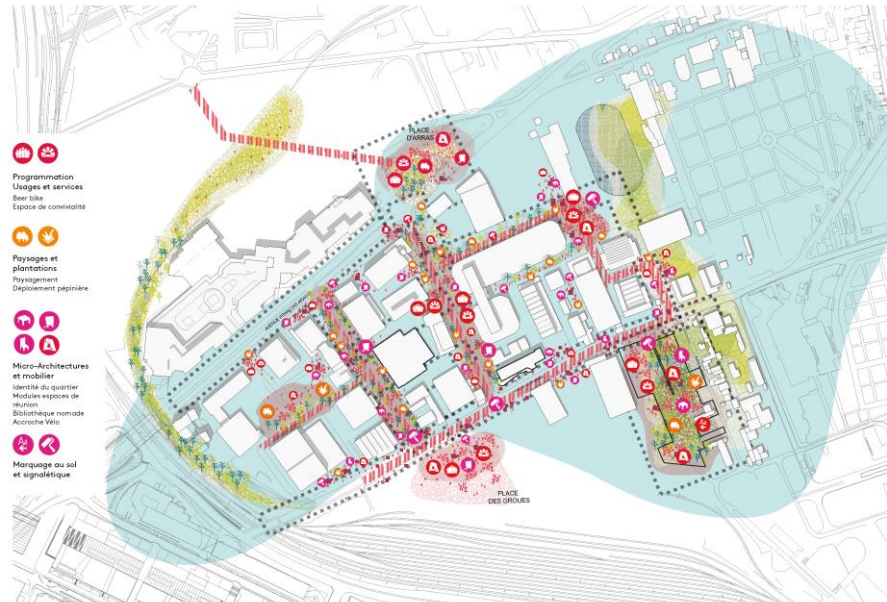 Programmation
Usages et services
Beer bike
Espace de convivialité
Paysages et
plantations
Paysagement
Déploiement pépinière
Micro-Architectures
et mobilier
Identité du quartier
Modules espaces de
réunion
Bibliothèque nomade
Accroche Vélo
Marquage au sol
et signalétique
PLACE
D'ARRAS
PLACE
DES GROUES